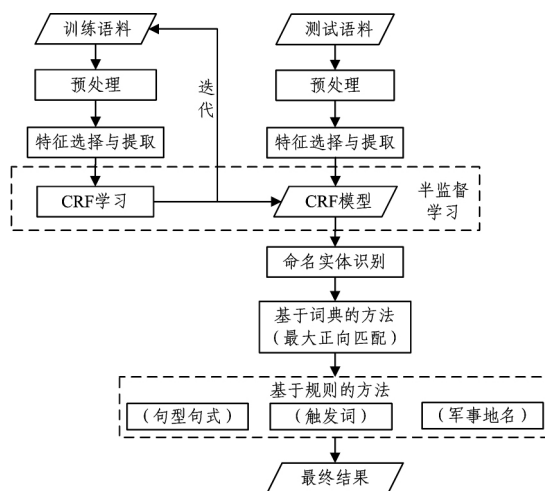 训练语料
测试语料
预处理
迭代
预处理
特征选择与提取
特征选择与提取
CRF学习
CRF模型
半监督
学习
命名实体识别
基于词典的方法
(最大正向匹配)
基于规则的方法
(句型句式)
(触发词)
(军事地名)
最终结果